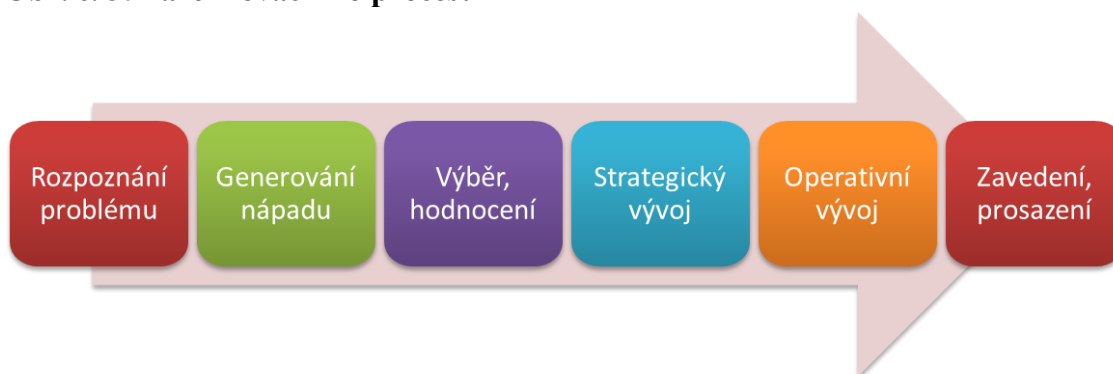 Rozpoznání
problému
Generování
nápadu
Výběr,
hodnocení
Strategický
vývoj
Operativní
vývoj
Zavedení,
prosazení